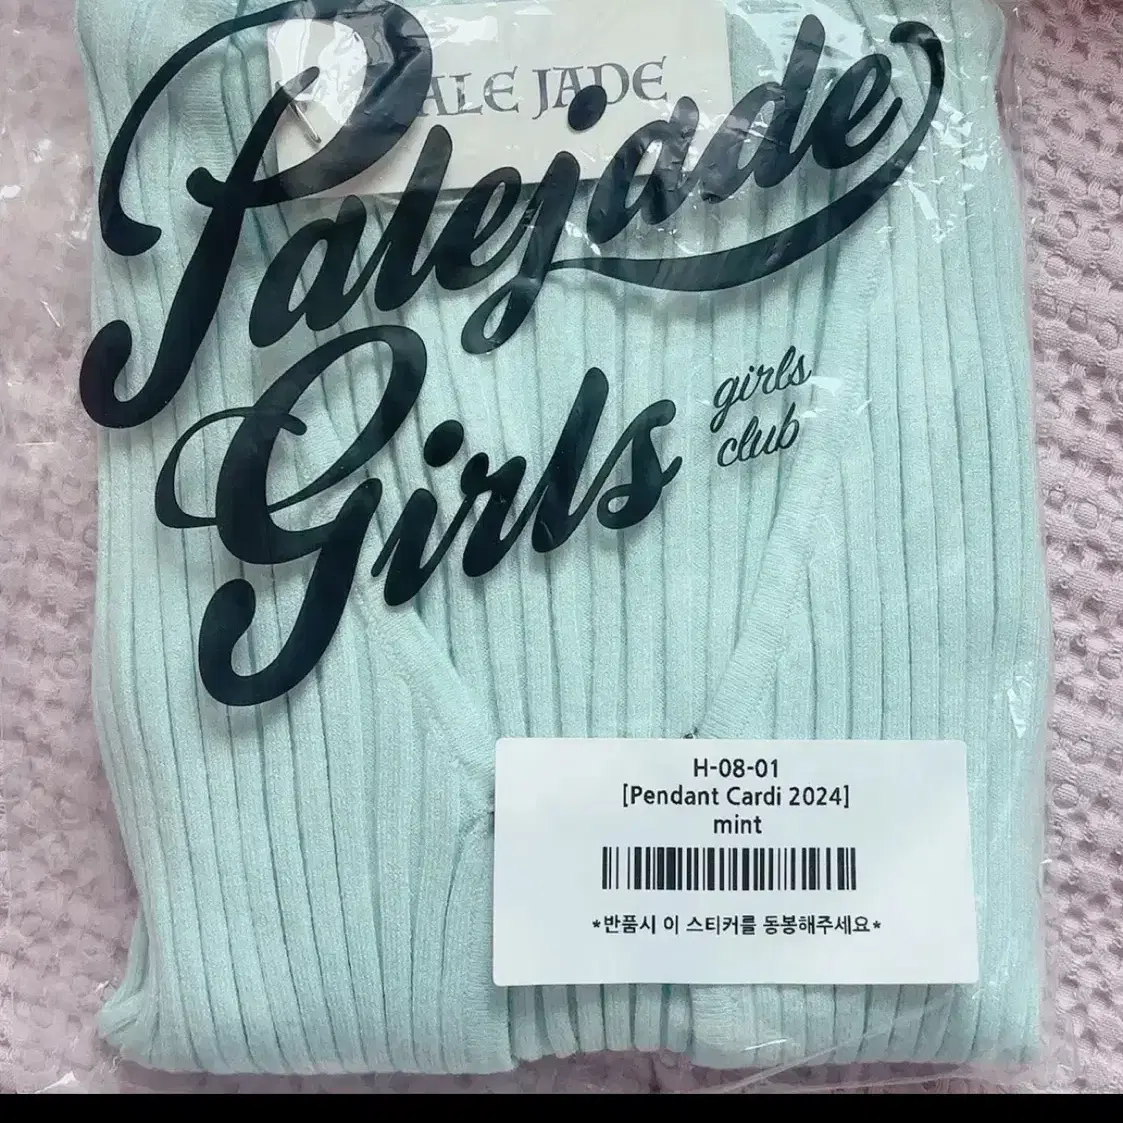 PALE JADE
Palejade
Girls
girls
club
H-08-01
[Pendant Cardi 2024]
mint
*반품시 이 스티커를 동봉해주세요*